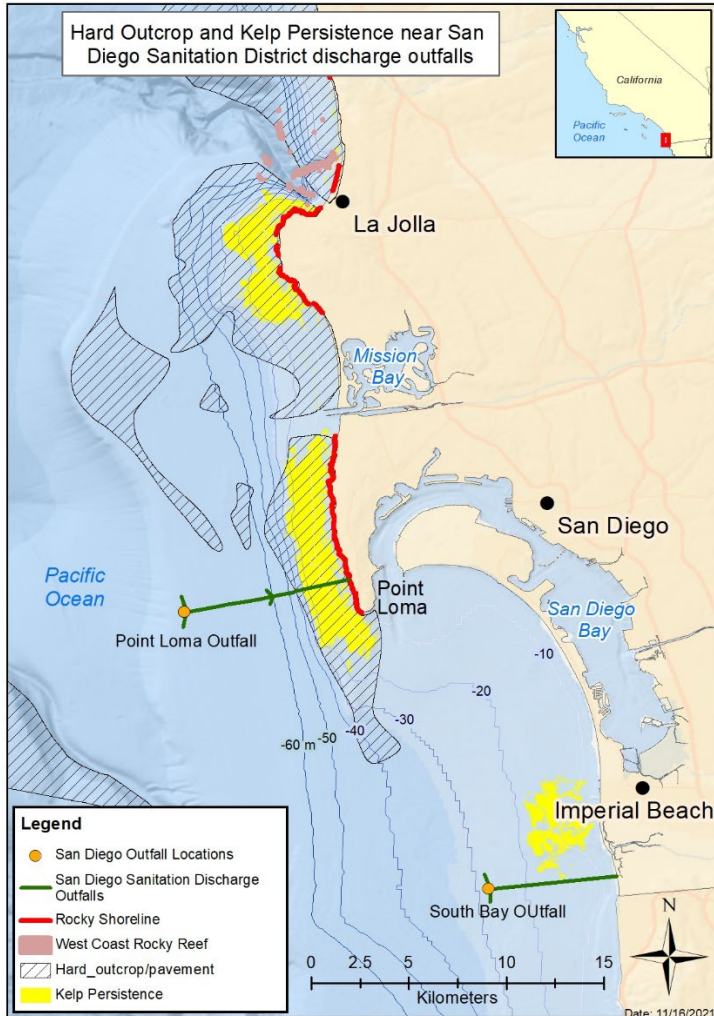 Hard Outcrop and Kelp Persistence near San
Diego Sanitation District discharge outfalls
California
Pacific
Ocean
La Jolla
Mission
Bay
San Diego
Pacific
Ocean
Point
Loma
San Diego
Bay
Point Loma Outfall
-10
-20
-30
-40
-50
-60 m
Imperial Beach
South Bay OUtfall
Legend
San Diego Outfall Locations
San Diego Sanitation Discharge
Outfalls
Rocky Shoreline
West Coast Rocky Reef
Hard_outcrop/pavement
Kelp Persistence
N
0 2.5 5 10 15
Kilometers
Date: 11/16/2021